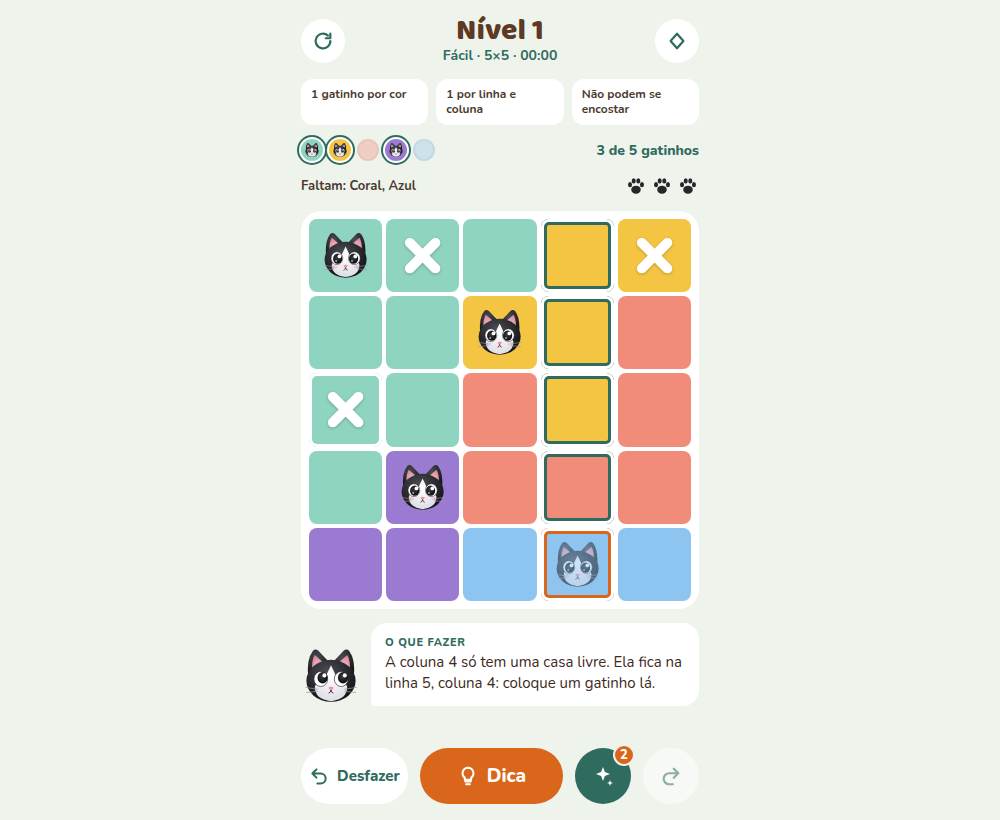 Nível 1
Fácil · 5×5 · 00:00
1 gatinho por cor
1 por linha e
coluna
Não podem se
encostar
3 de 5 gatinhos
Faltam: Coral, Azul
O QUE FAZER
A coluna 4 só tem uma casa livre. Ela fica na
linha 5, coluna 4: coloque um gatinho lá.
Desfazer
Dica
2